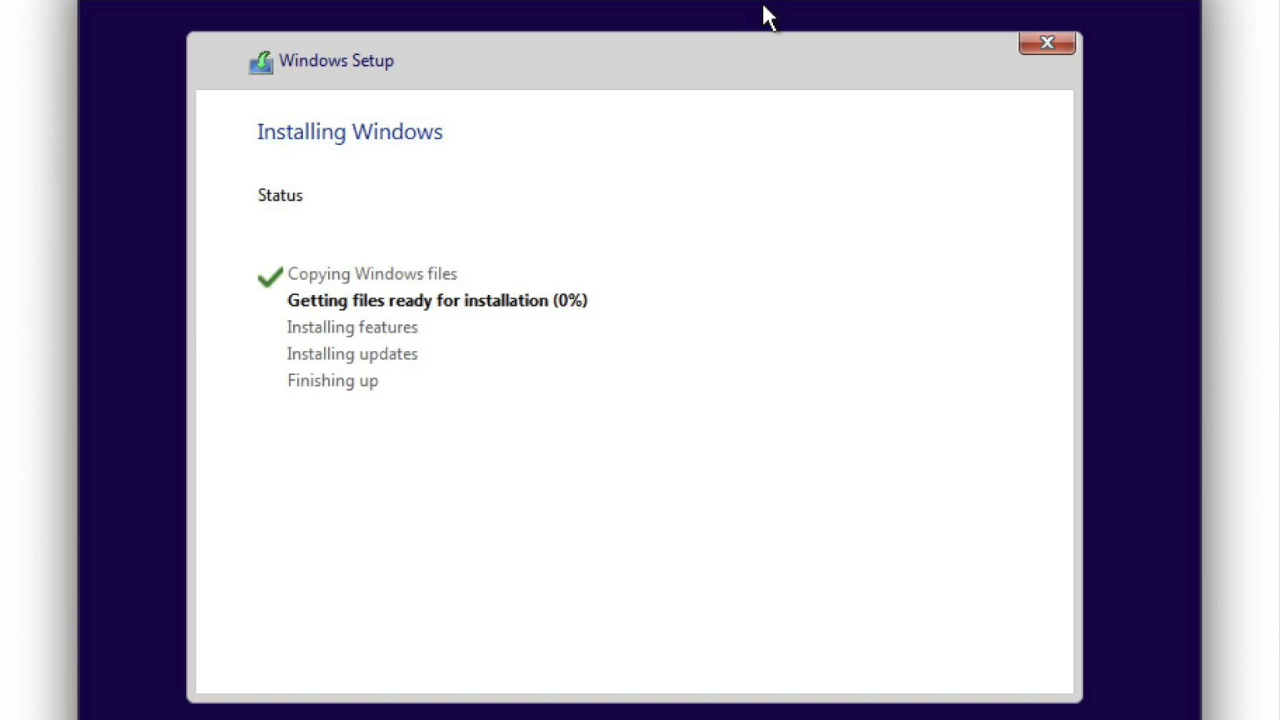 Windows Setup
Installing Windows
Status
Copying Windows files
Getting files ready for installation (0%)
Installing features
Installing updates
Finishing up